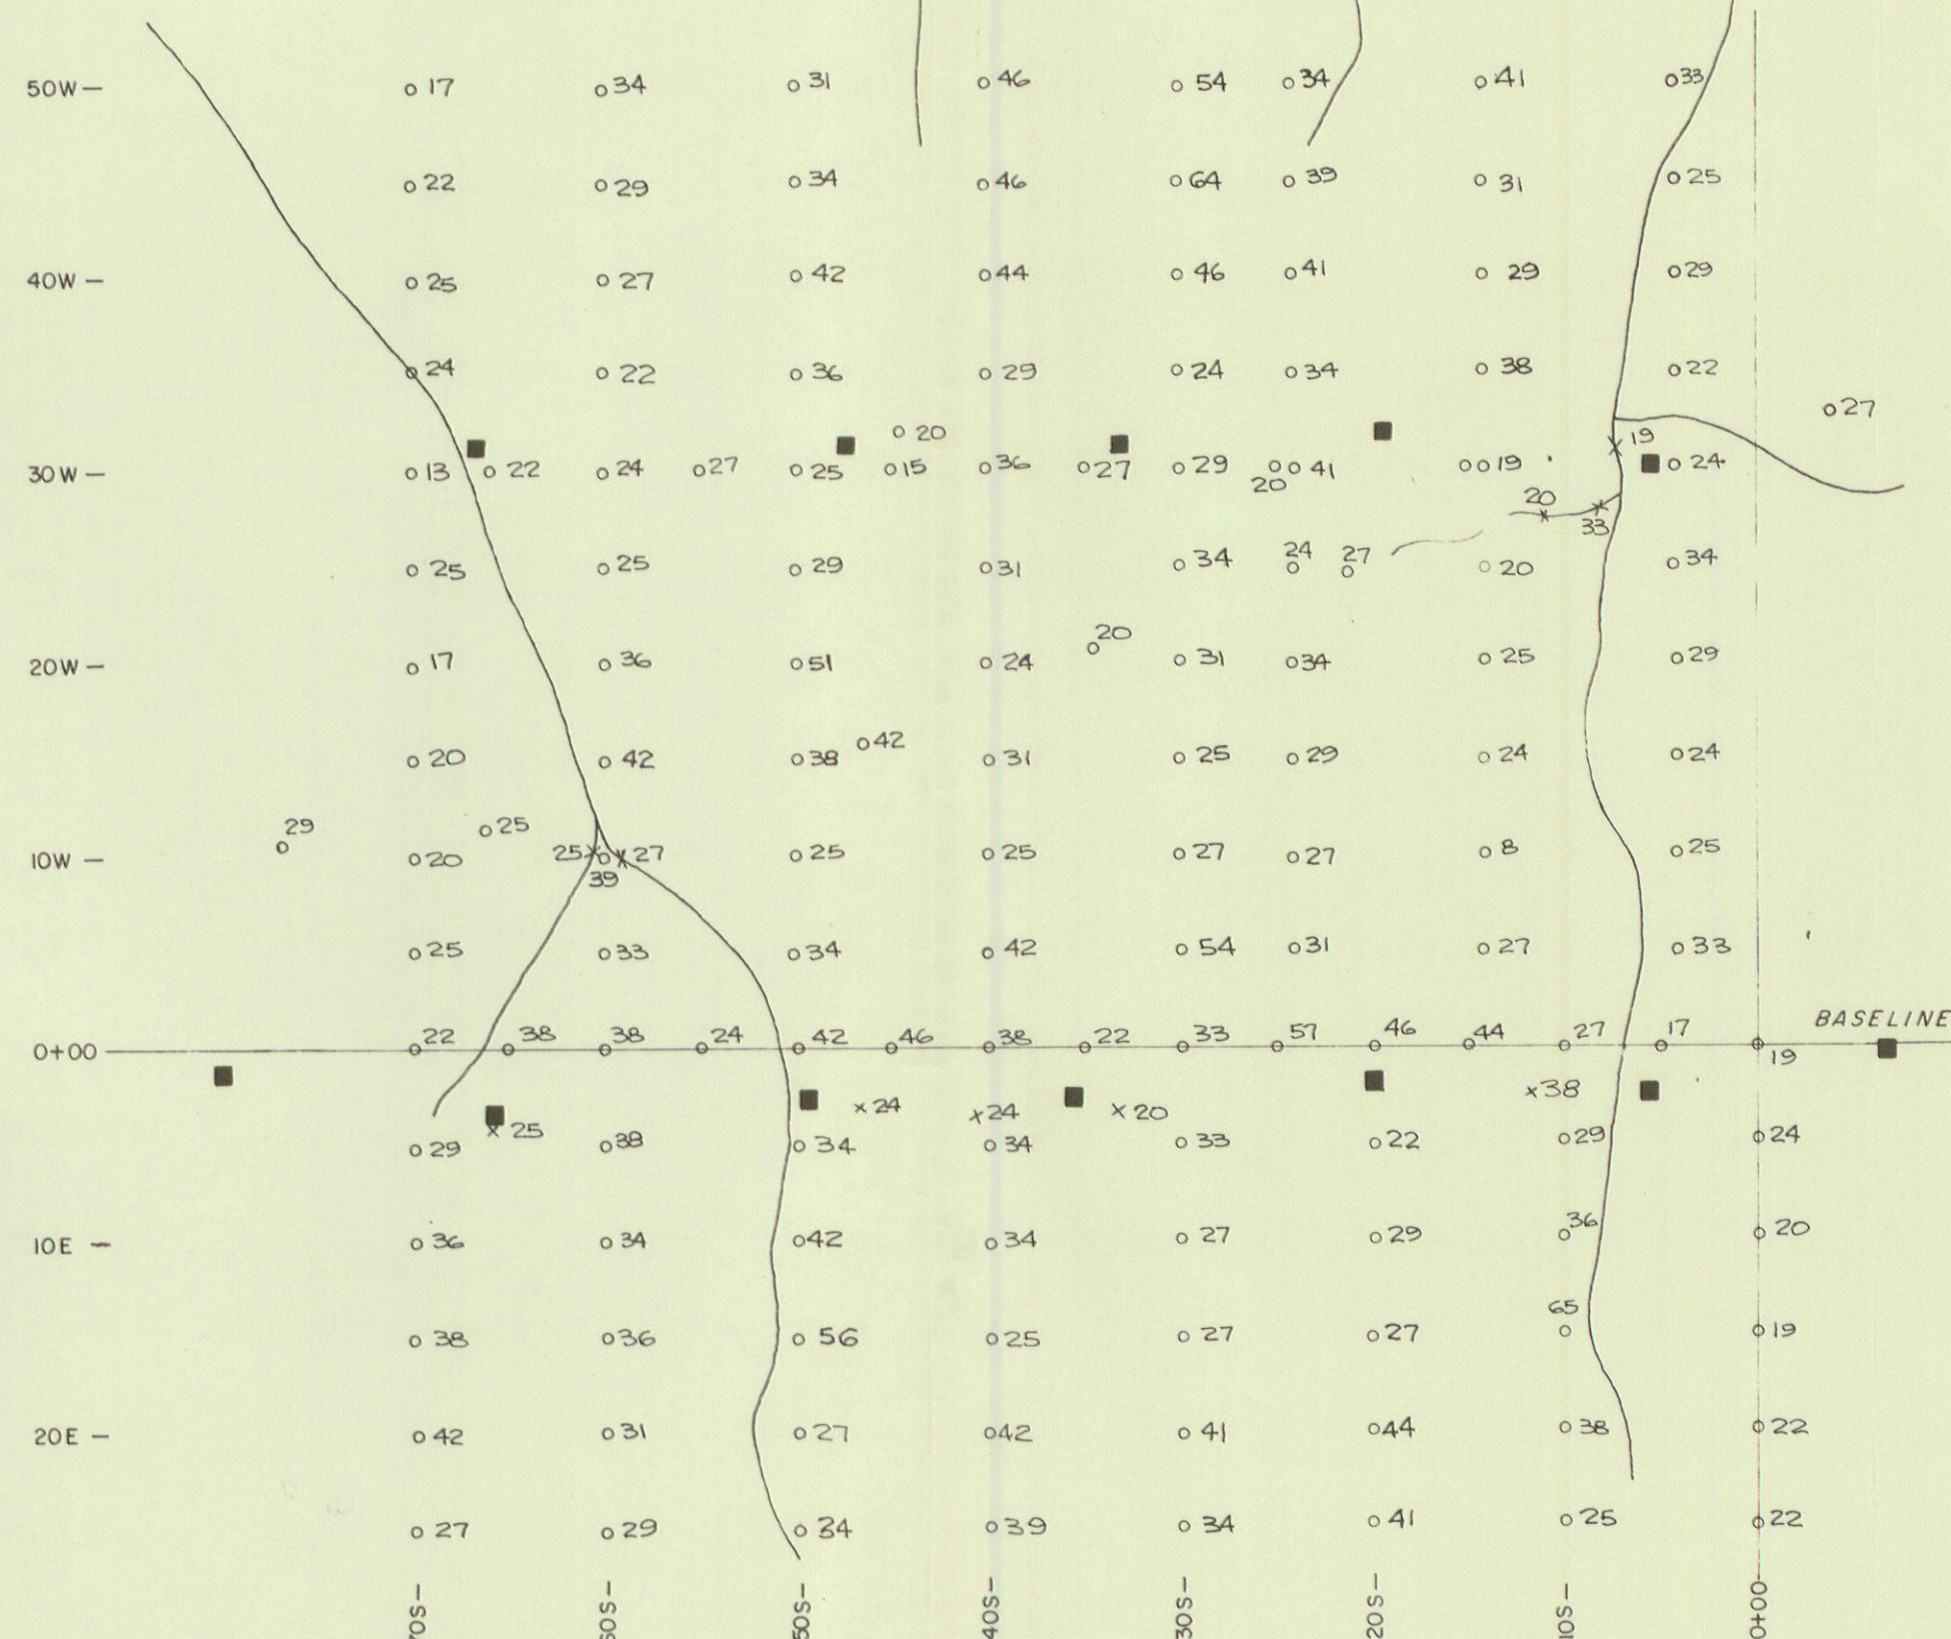 50W— 17 34 31 46 54 34 41 33
22 29 34 46 64 39 31 25
40W— 25 27 42 44 46 41 29 29
24 22 36 29 24 34 38 22
27
20 19
30W— 13 22 24 27 25 15 36 27 29 20 41 19 24
20
33
25 25 29 31 34 24 27 20 34
20
20W— 17 36 51 24 31 34 25 29
42
20 42 38 31 25 29 24 24
29 25
10W— 20 25 27 25 25 27 27 8 25
39
25 33 34 42 54 31 27 33
BASELINE
0+00 22 38 38 24 42 46 38 22 33 57 46 44 27 17 19
x38
x24 x24 x20
x 25
29 38 34 34 33 22 29 24
10E — 36 34 42 34 27 29 36 20
65
38 36 56 25 27 27 19
20E — 42 31 27 42 41 44 38 22
27 29 34 39 34 41 25 22
70S— 60S— 50S— 40S— 30S— 20S— 10S— 0+00